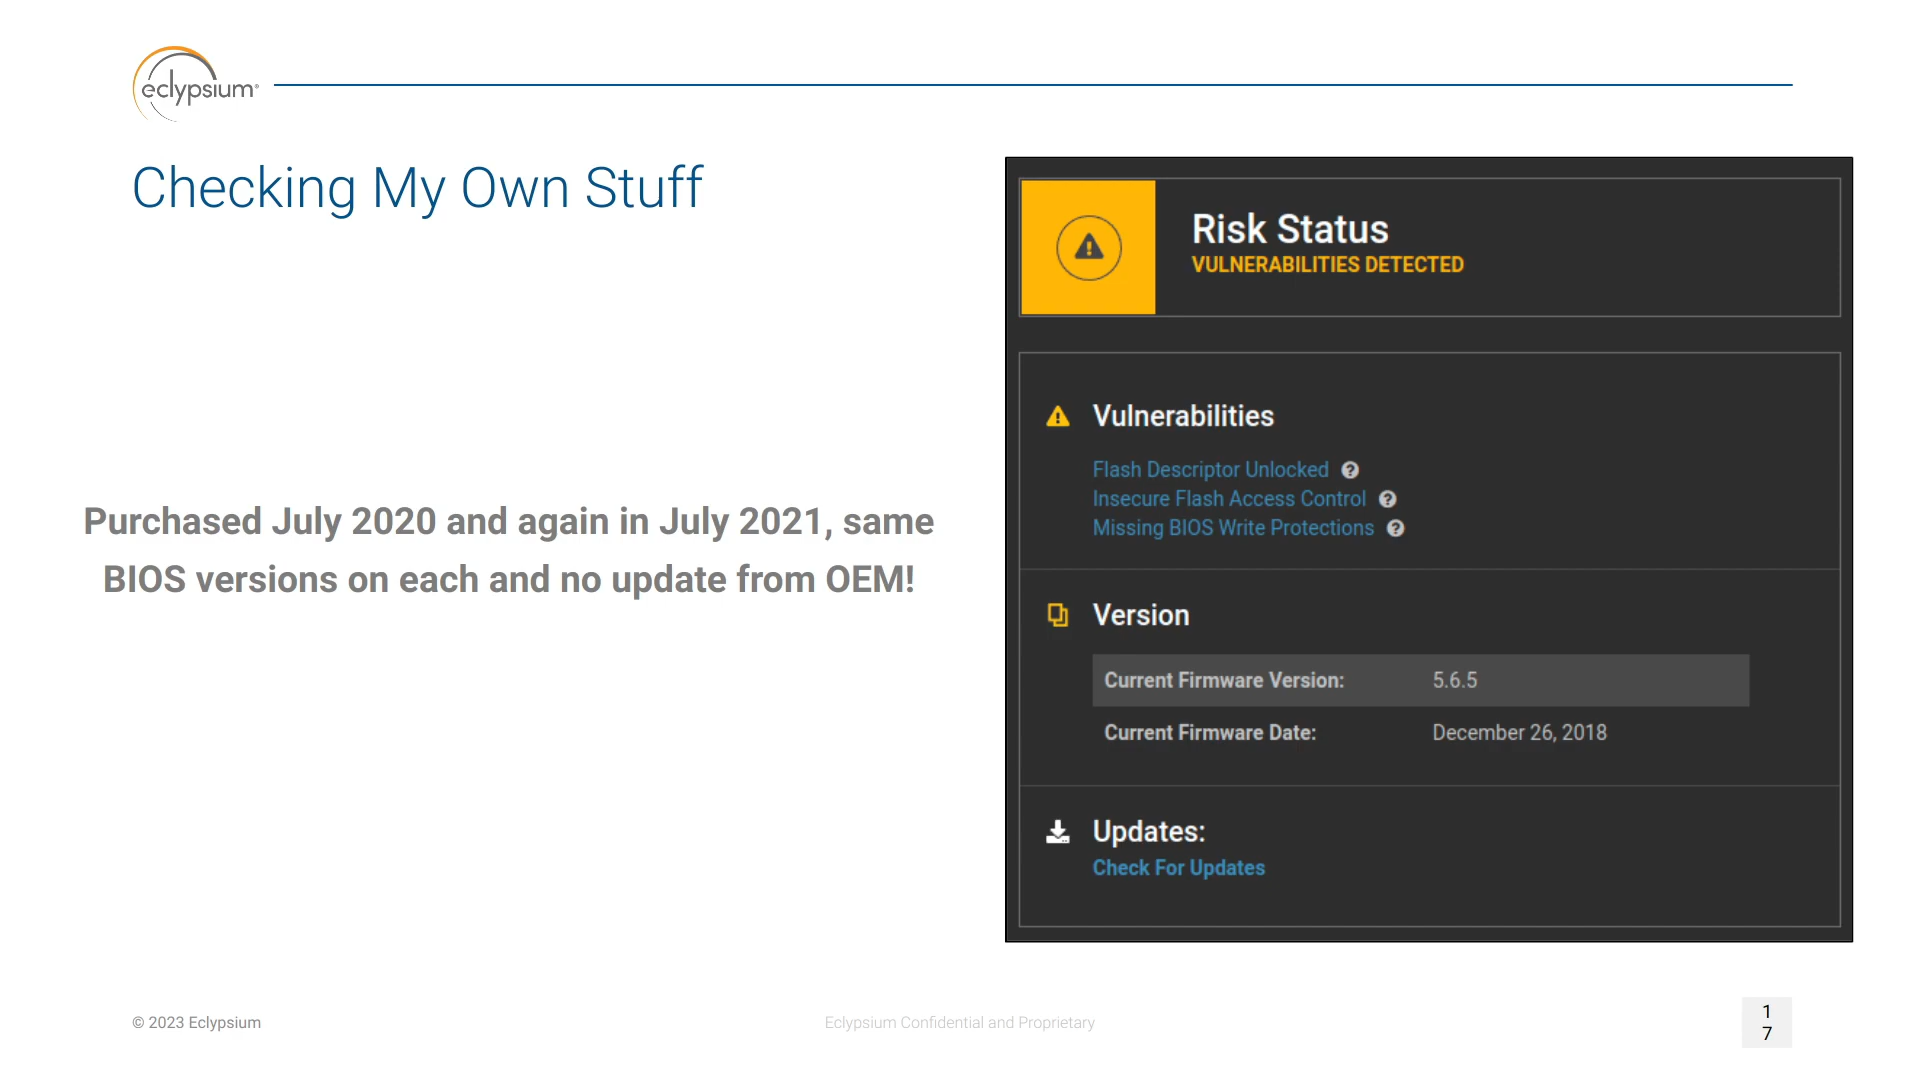 eclypsium®
Checking My Own Stuff
Purchased July 2020 and again in July 2021, same
BIOS versions on each and no update from OEM!
Risk Status
VULNERABILITIES DETECTED
Vulnerabilities
Flash Descriptor Unlocked ?
Insecure Flash Access Control ?
Missing BIOS Write Protections ?
Version
Current Firmware Version: 5.6.5
Current Firmware Date: December 26, 2018
Updates:
Check For Updates
© 2023 Eclypsium
Eclypsium Confidential and Proprietary
1
7